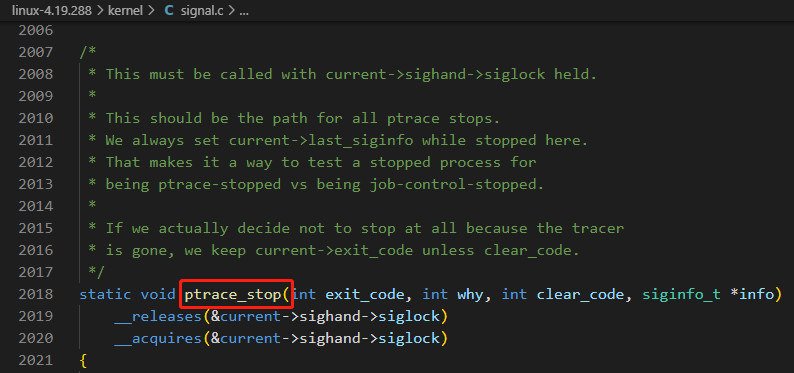 linux-4.19.288 > kernel > C signal.c > ...
2006
2007 /*
2008  * This must be called with current->sighand->siglock held.
2009  *
2010  * This should be the path for all ptrace stops.
2011  * We always set current->last_siginfo while stopped here.
2012  * That makes it a way to test a stopped process for
2013  * being ptrace-stopped vs being job-control-stopped.
2014  *
2015  * If we actually decide not to stop at all because the tracer
2016  * is gone, we keep current->exit_code unless clear_code.
2017  */
2018 static void ptrace_stop(int exit_code, int why, int clear_code, siginfo_t *info)
2019     __releases(&current->sighand->siglock)
2020     __acquires(&current->sighand->siglock)
2021 {